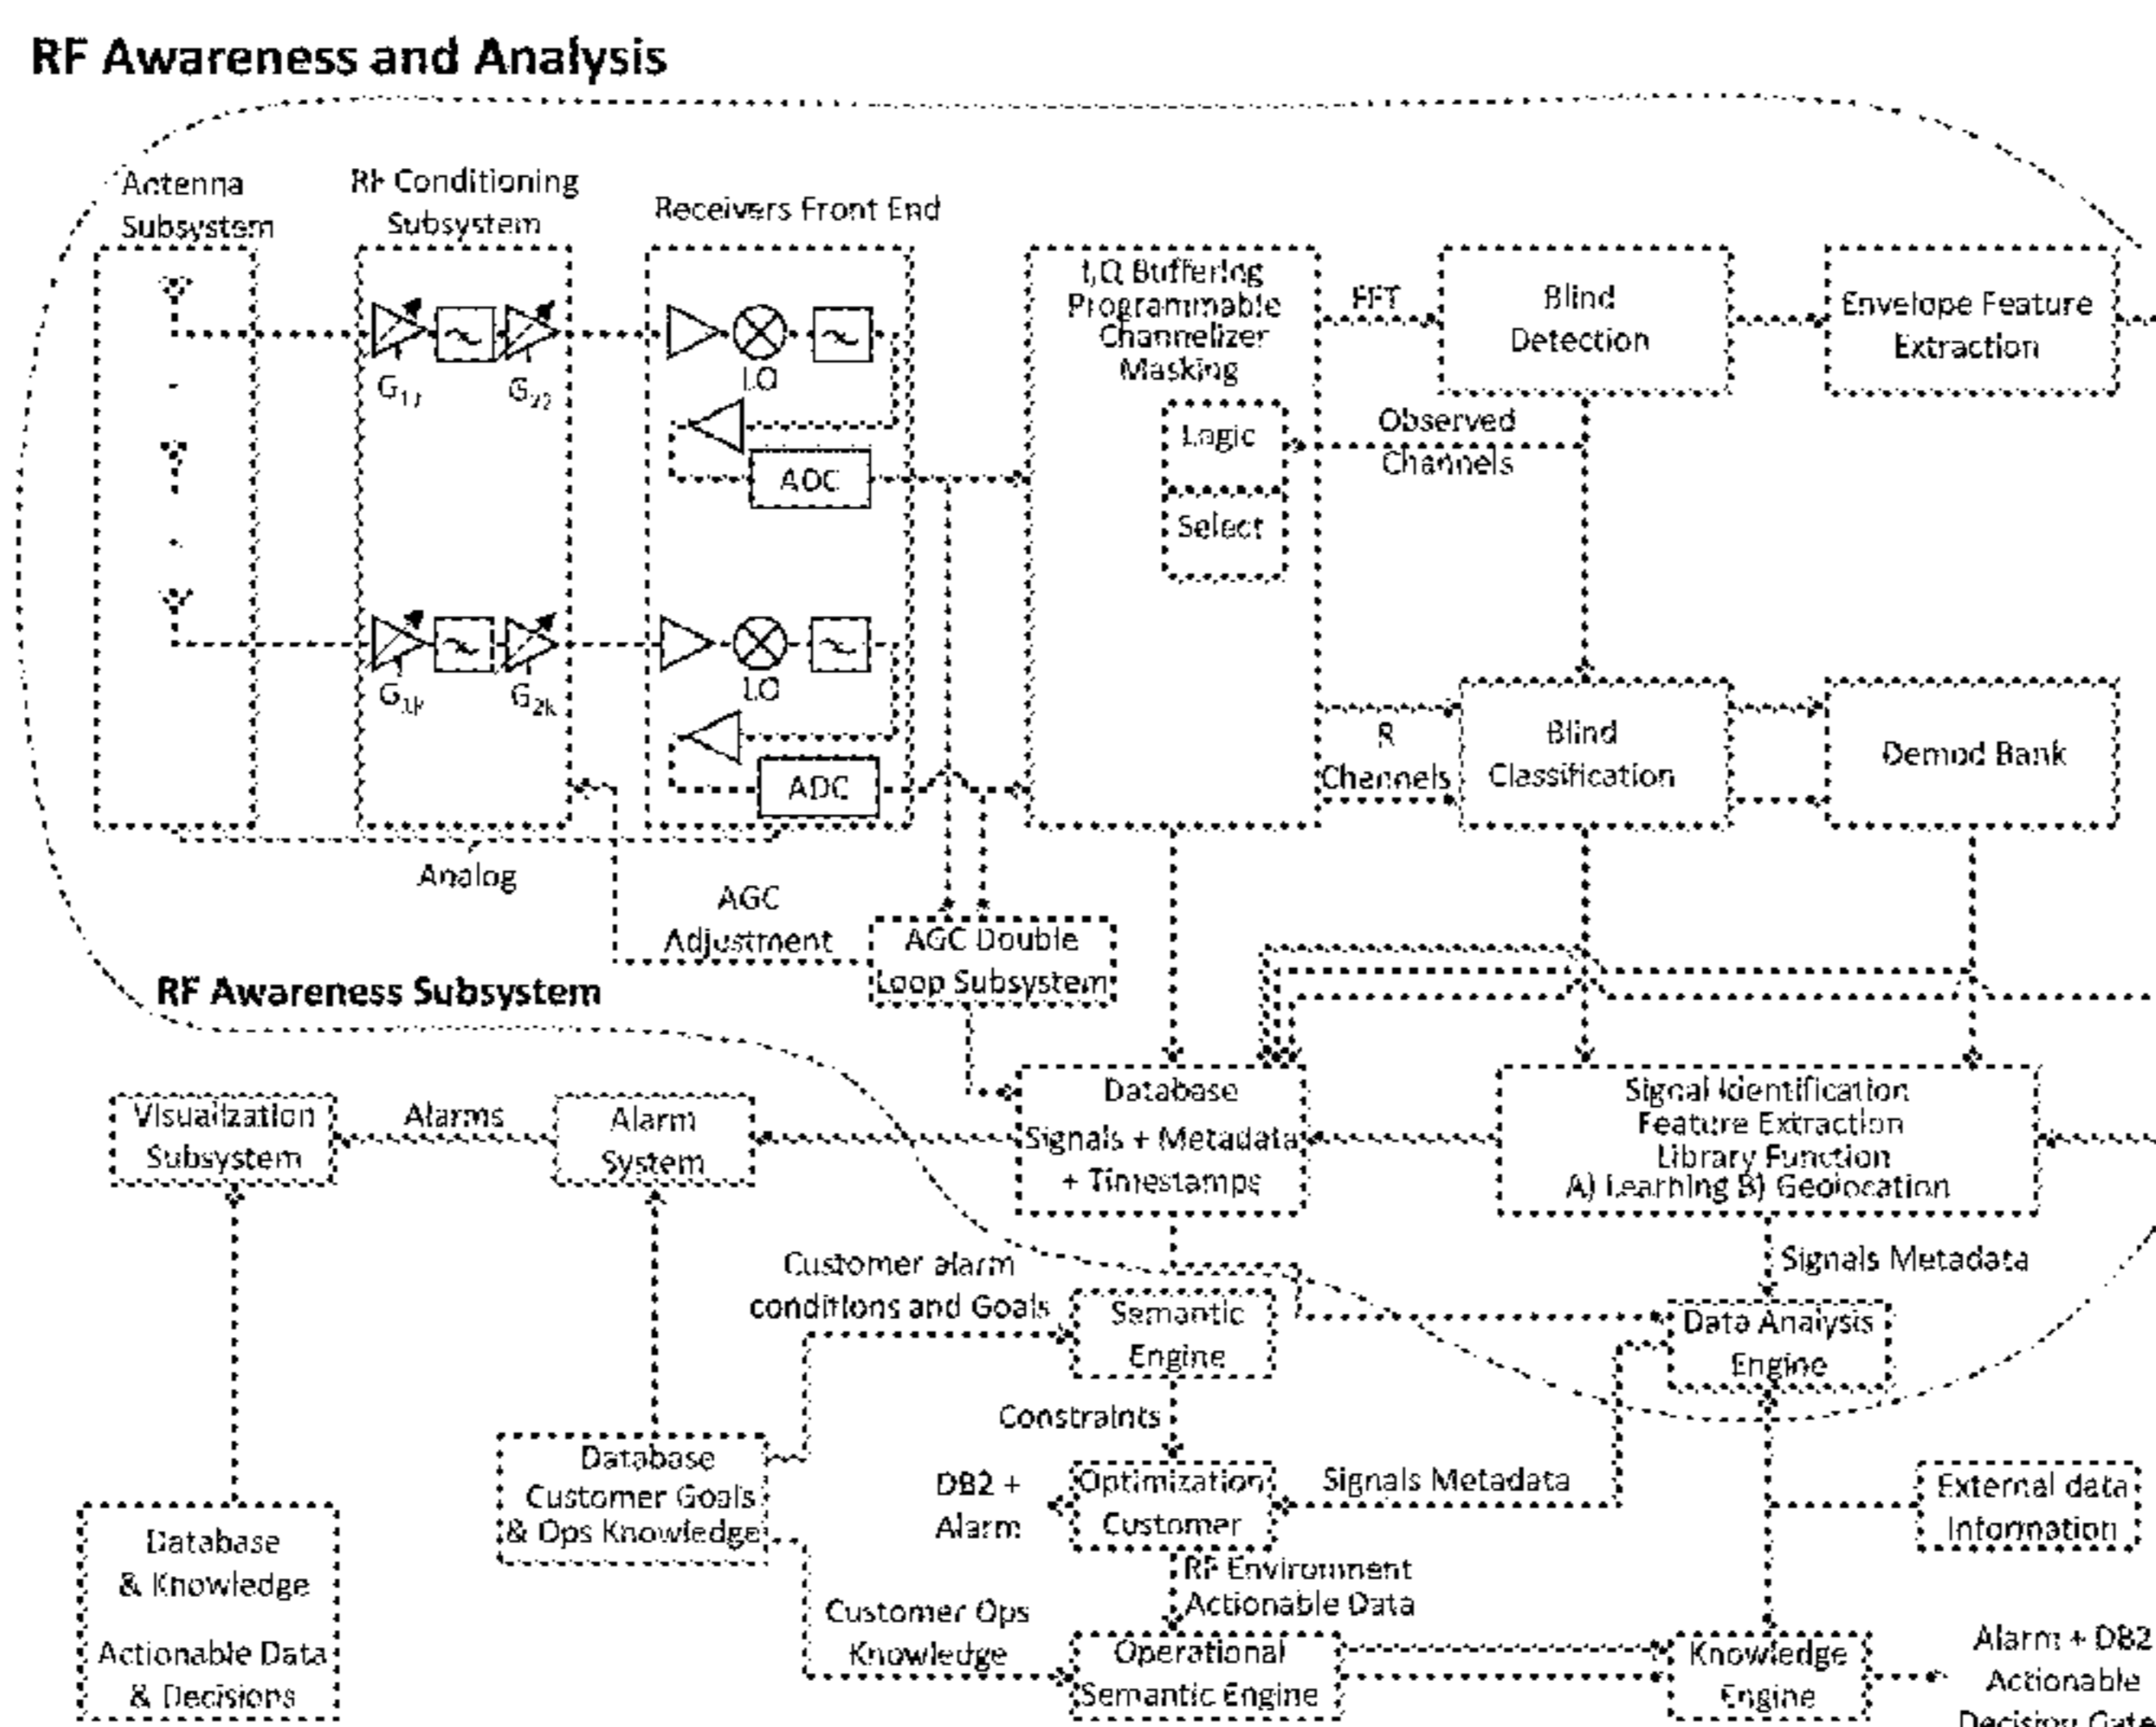 RF Awareness and Analysis
Antenna
Subsystem
RF Conditioning
Subsystem
Receivers Front End
I,Q Buffering
Programmable
Channelizer
Masking
FFT
Blind
Detection
Envelope Feature
Extraction
LO
Logic
Observed
Channels
ADC
Select
G2k
LO
R
Channels
Blind
Classification
Demod Bank
ADC
Analog
AGC
Adjustment
AGC Double
Loop Subsystem
RF Awareness Subsystem
Visualization
Subsystem
Alarms
Alarm
System
Database
Signals + Metadata
+ Timestamps
Signal Identification
Feature Extraction
Library Function
A) Learning B) Geolocation
Customer alarm
conditions and Goals
Semantic
Engine
Signals Metadata
Data Analysis
Engine
Constraints
Database
Customer Goals
& Ops Knowledge
DB2 +
Alarm
Optimization
Customer
Signals Metadata
External data
Information
Database
& Knowledge
Actionable Data
& Decisions
RF Environment
Actionable Data
Customer Ops
Knowledge
Operational
Semantic Engine
Knowledge
Engine
Alarm + DB2
Actionable
Decision Gate